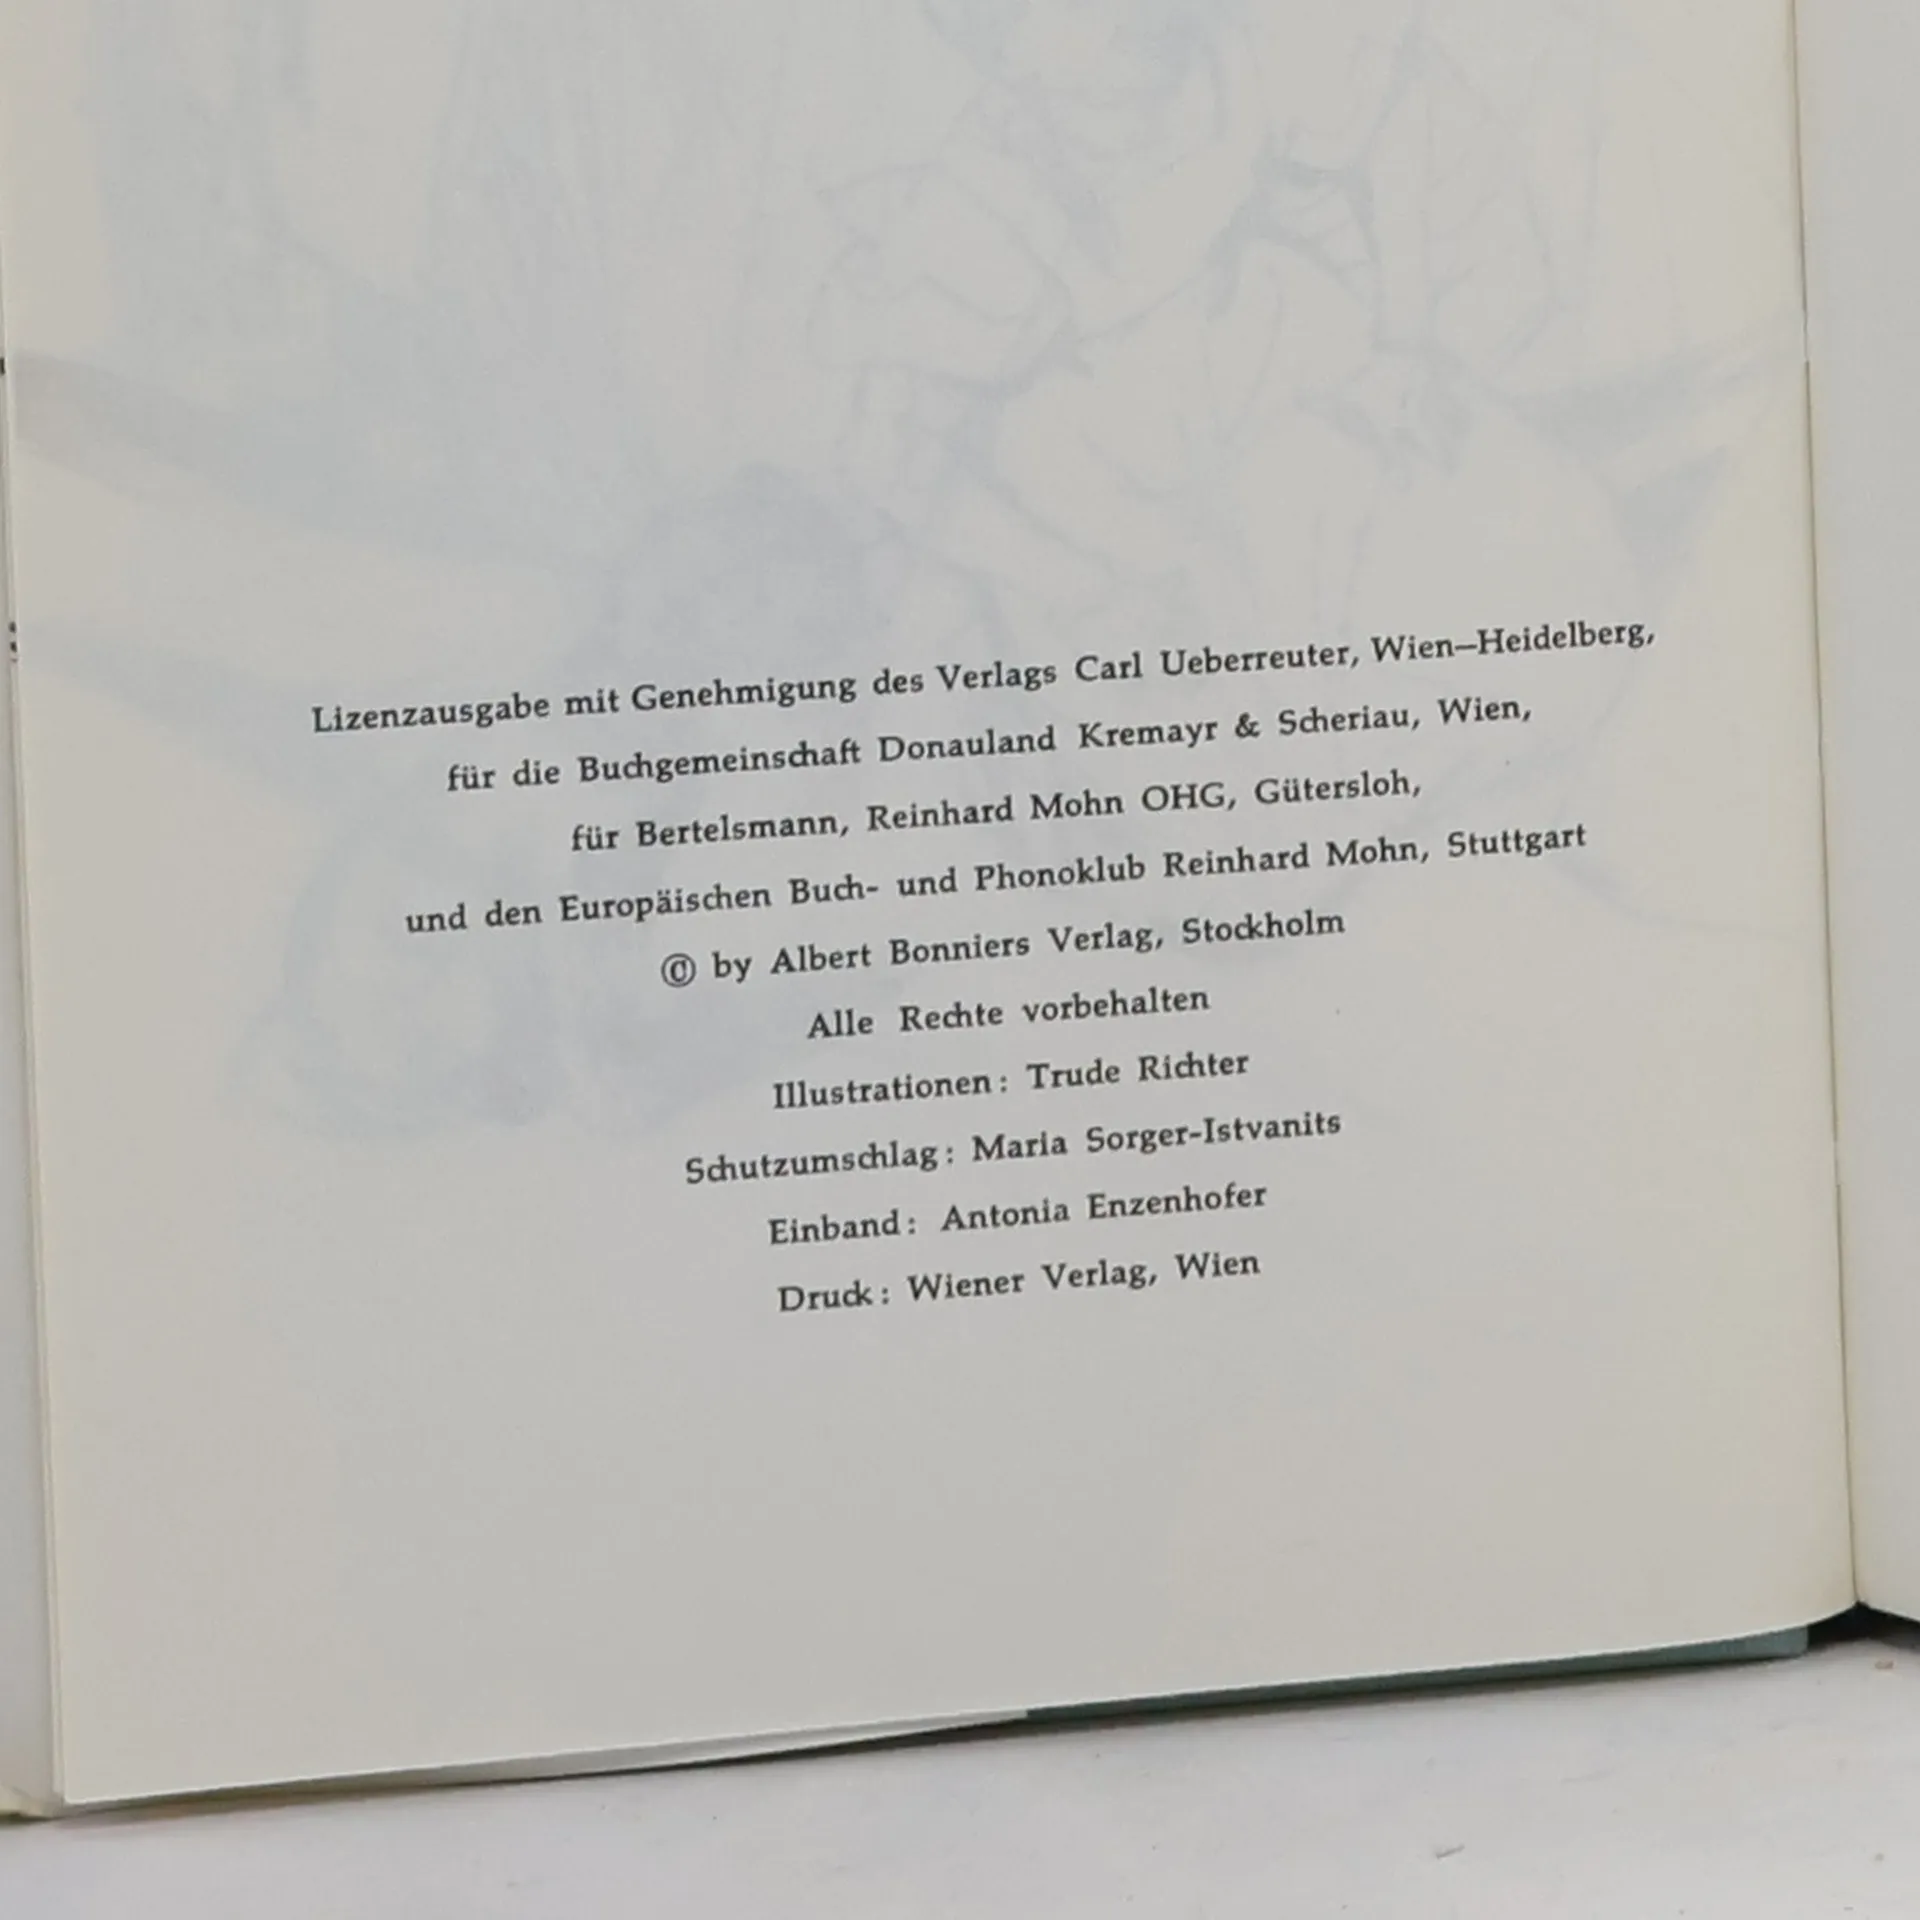 Lizenzausgabe mit Genehmigung des Verlags Carl Ueberreuter, Wien–Heidelberg,
für die Buchgemeinschaft Donauland Kremayr & Scheriau, Wien,
für Bertelsmann, Reinhard Mohn OHG, Gütersloh,
und den Europäischen Buch- und Phonoklub Reinhard Mohn, Stuttgart
© by Albert Bonniers Verlag, Stockholm
Alle Rechte vorbehalten
Illustrationen: Trude Richter
Schutzumschlag: Maria Sorger-Istvanits
Einband: Antonia Enzenhofer
Druck: Wiener Verlag, Wien